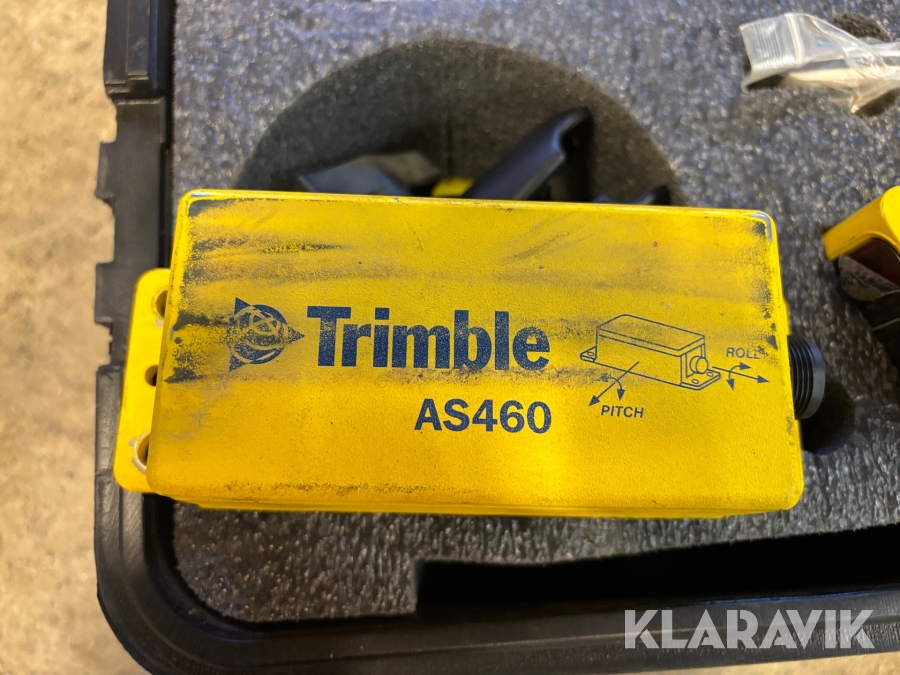 Trimble
AS460
ROLL
PITCH
KLARAVIK